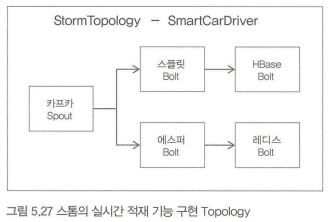 StormTopology – SmartCarDriver
스플릿
Bolt
HBase
Bolt
카프카
Spout
에스퍼
Bolt
레디스
Bolt
그림 5.27 스톰의 실시간 적재 기능 구현 Topology